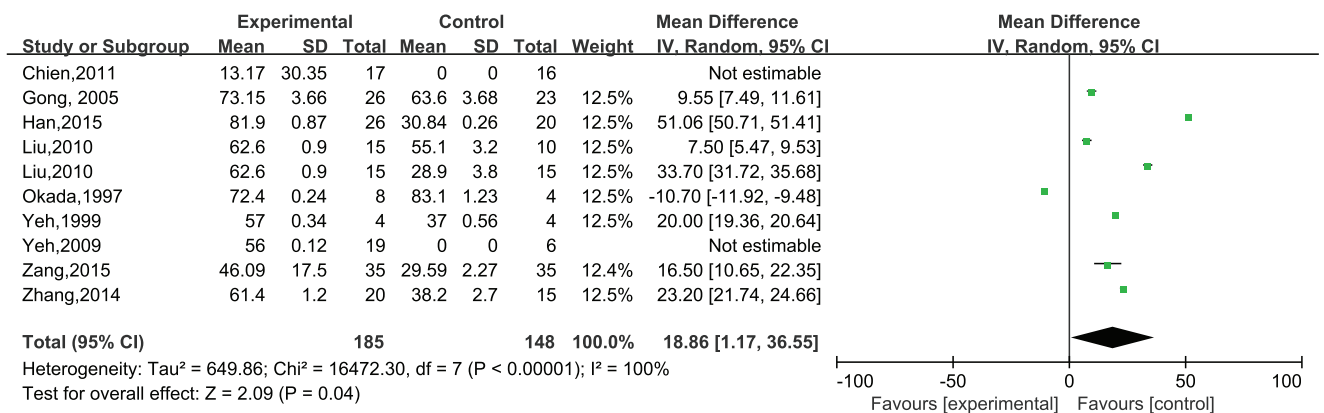 Experimental Control Mean Difference Mean Difference
Study or Subgroup Mean SD Total Mean SD Total Weight IV, Random, 95% CI IV, Random, 95% CI
Chien,2011 13.17 30.35 17 0 0 16 Not estimable
Gong, 2005 73.15 3.66 26 63.6 3.68 23 12.5% 9.55 [7.49, 11.61]
Han,2015 81.9 0.87 26 30.84 0.26 20 12.5% 51.06 [50.71, 51.41]
Liu,2010 62.6 0.9 15 55.1 3.2 10 12.5% 7.50 [5.47, 9.53]
Liu,2010 62.6 0.9 15 28.9 3.8 15 12.5% 33.70 [31.72, 35.68]
Okada,1997 72.4 0.24 8 83.1 1.23 4 12.5% -10.70 [-11.92, -9.48]
Yeh,1999 57 0.34 4 37 0.56 4 12.5% 20.00 [19.36, 20.64]
Yeh,2009 56 0.12 19 0 0 6 Not estimable
Zang,2015 46.09 17.5 35 29.59 2.27 35 12.4% 16.50 [10.65, 22.35]
Zhang,2014 61.4 1.2 20 38.2 2.7 15 12.5% 23.20 [21.74, 24.66]
Total (95% CI) 185 148 100.0% 18.86 [1.17, 36.55]
Heterogeneity: Tau² = 649.86; Chi² = 16472.30, df = 7 (P < 0.00001); I² = 100%
Test for overall effect: Z = 2.09 (P = 0.04)
-100 -50 0 50 100
Favours [experimental] Favours [control]